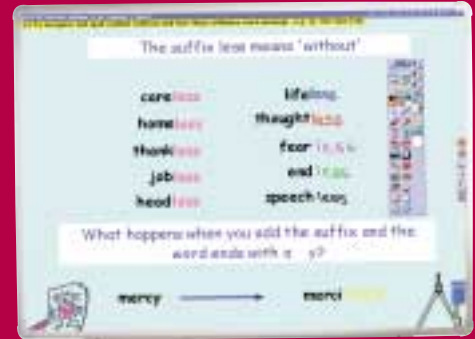 The suffix less means 'without'
careless
lifeless
homeless
thoughtless
thankless
fearless
jobless
endless
headless
speechless
What happens when you add the suffix and the
word ends with a y?
mercy
merci